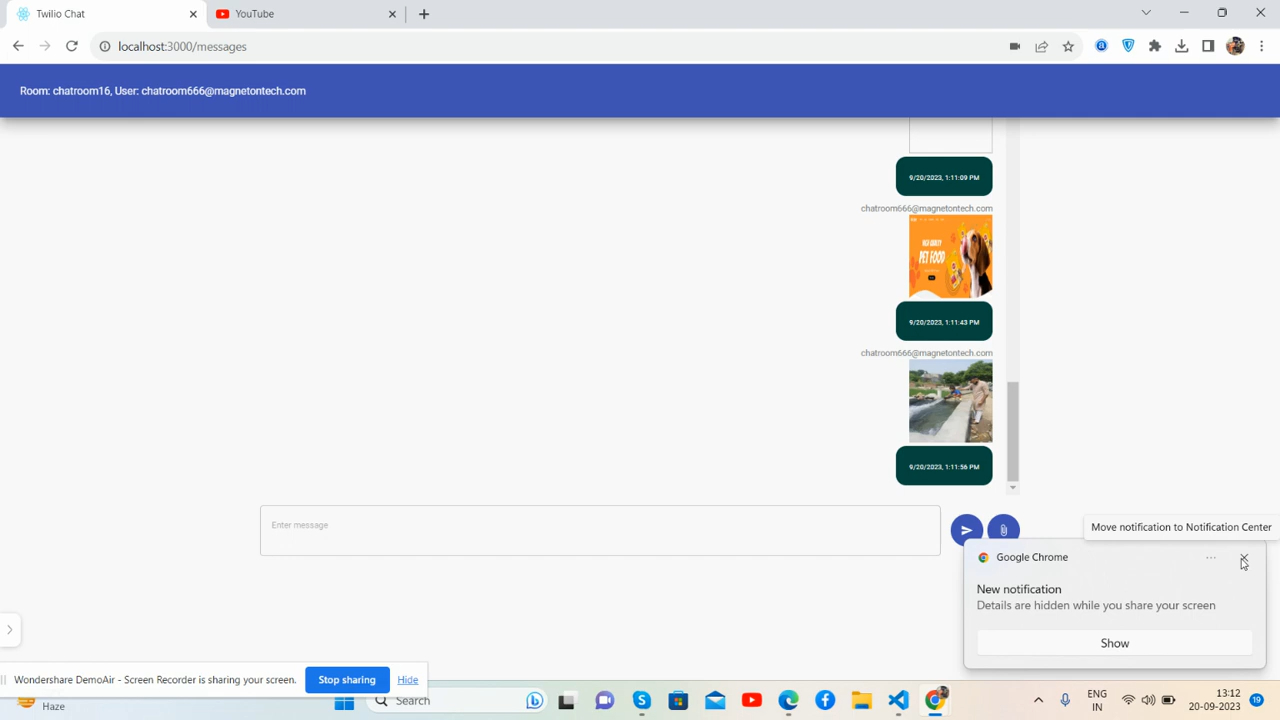 Twilio Chat
YouTube
localhost:3000/messages
Room: chatroom16, User: chatroom666@magnetontech.com
9/20/2023, 1:11:09 PM
chatroom666@magnetontech.com
PET FOOD
9/20/2023, 1:11:43 PM
chatroom666@magnetontech.com
9/20/2023, 1:11:56 PM
Enter message
Move notification to Notification Center
Google Chrome
New notification
Details are hidden while you share your screen
Show
Wondershare DemoAir - Screen Recorder is sharing your screen.
Stop sharing
Hide
Haze
Search
ENG
IN
13:12
20-09-2023
19